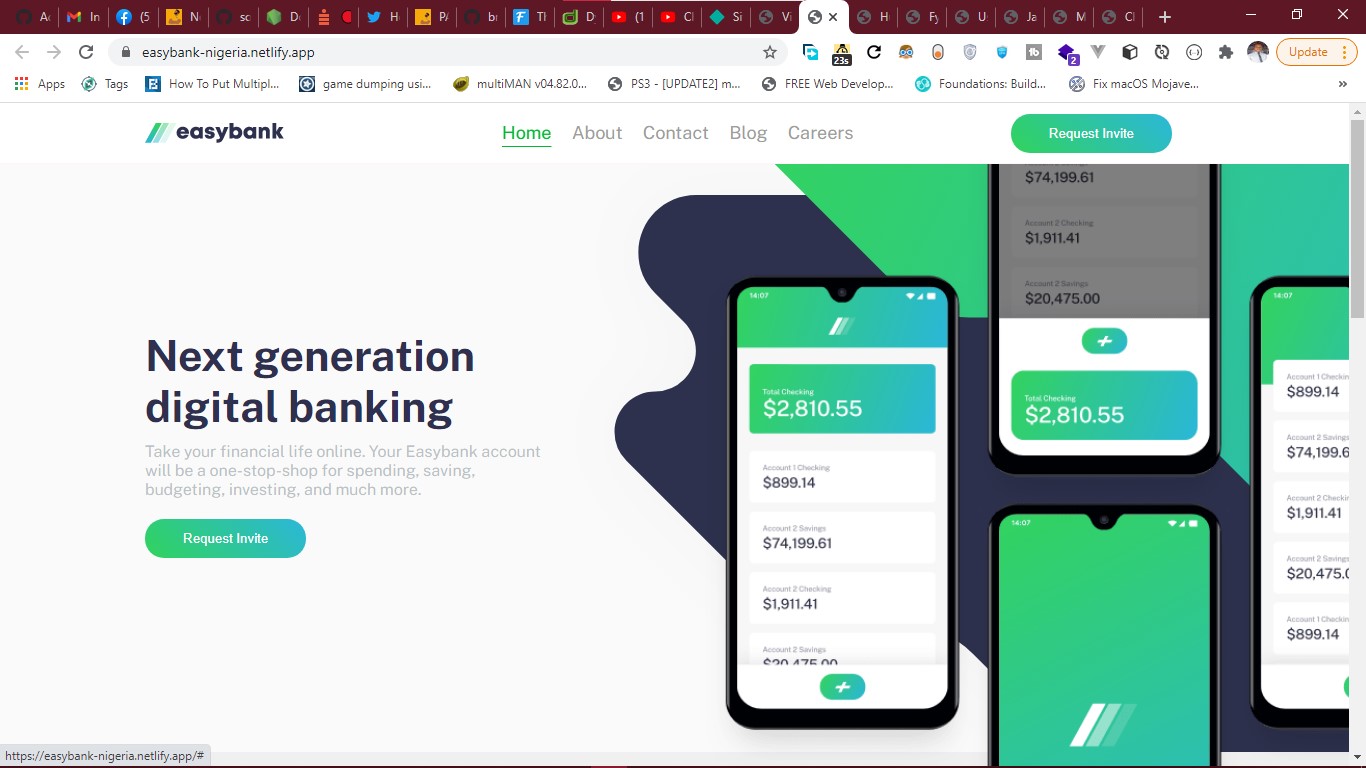 (5
In
N
sc
D
(
T
H
P/
br
Tl
D
(1
Cl
Si
Vi
H
Fy
U
Ja
M
Cl
easybank-nigeria.netlify.app
23s
tb
2
Update
Apps
Tags
How To Put Multipl...
game dumping usi...
multiMAN v04.82.0...
PS3 - [UPDATE2] m...
FREE Web Develop...
Foundations: Build...
Fix macOS Mojave...
easybank
Home
About
Contact
Blog
Careers
Request Invite
Next generation
digital banking
Take your financial life online. Your Easybank account
will be a one-stop-shop for spending, saving,
budgeting, investing, and much more.
Request Invite
14:07
Total Checking
$2,810.55
Account 1 Checking
$899.14
Account 2 Savings
$74,199.61
Account 2 Checking
$1,911.41
Account 2 Savings
$20,475.00
$74,199.61
Account 2 Checking
$1,911.41
Account 2 Savings
$20,475.00
Total Checking
$2,810.55
14:07
14:07
Account 1 Checkin
$899.14
Account 2 Savings
$74,199.6
Account 2 Checki
$1,911.41
Account 2 Savings
$20,475.0
Account 1 Checkin
$899.14
https://easybank-nigeria.netlify.app/#